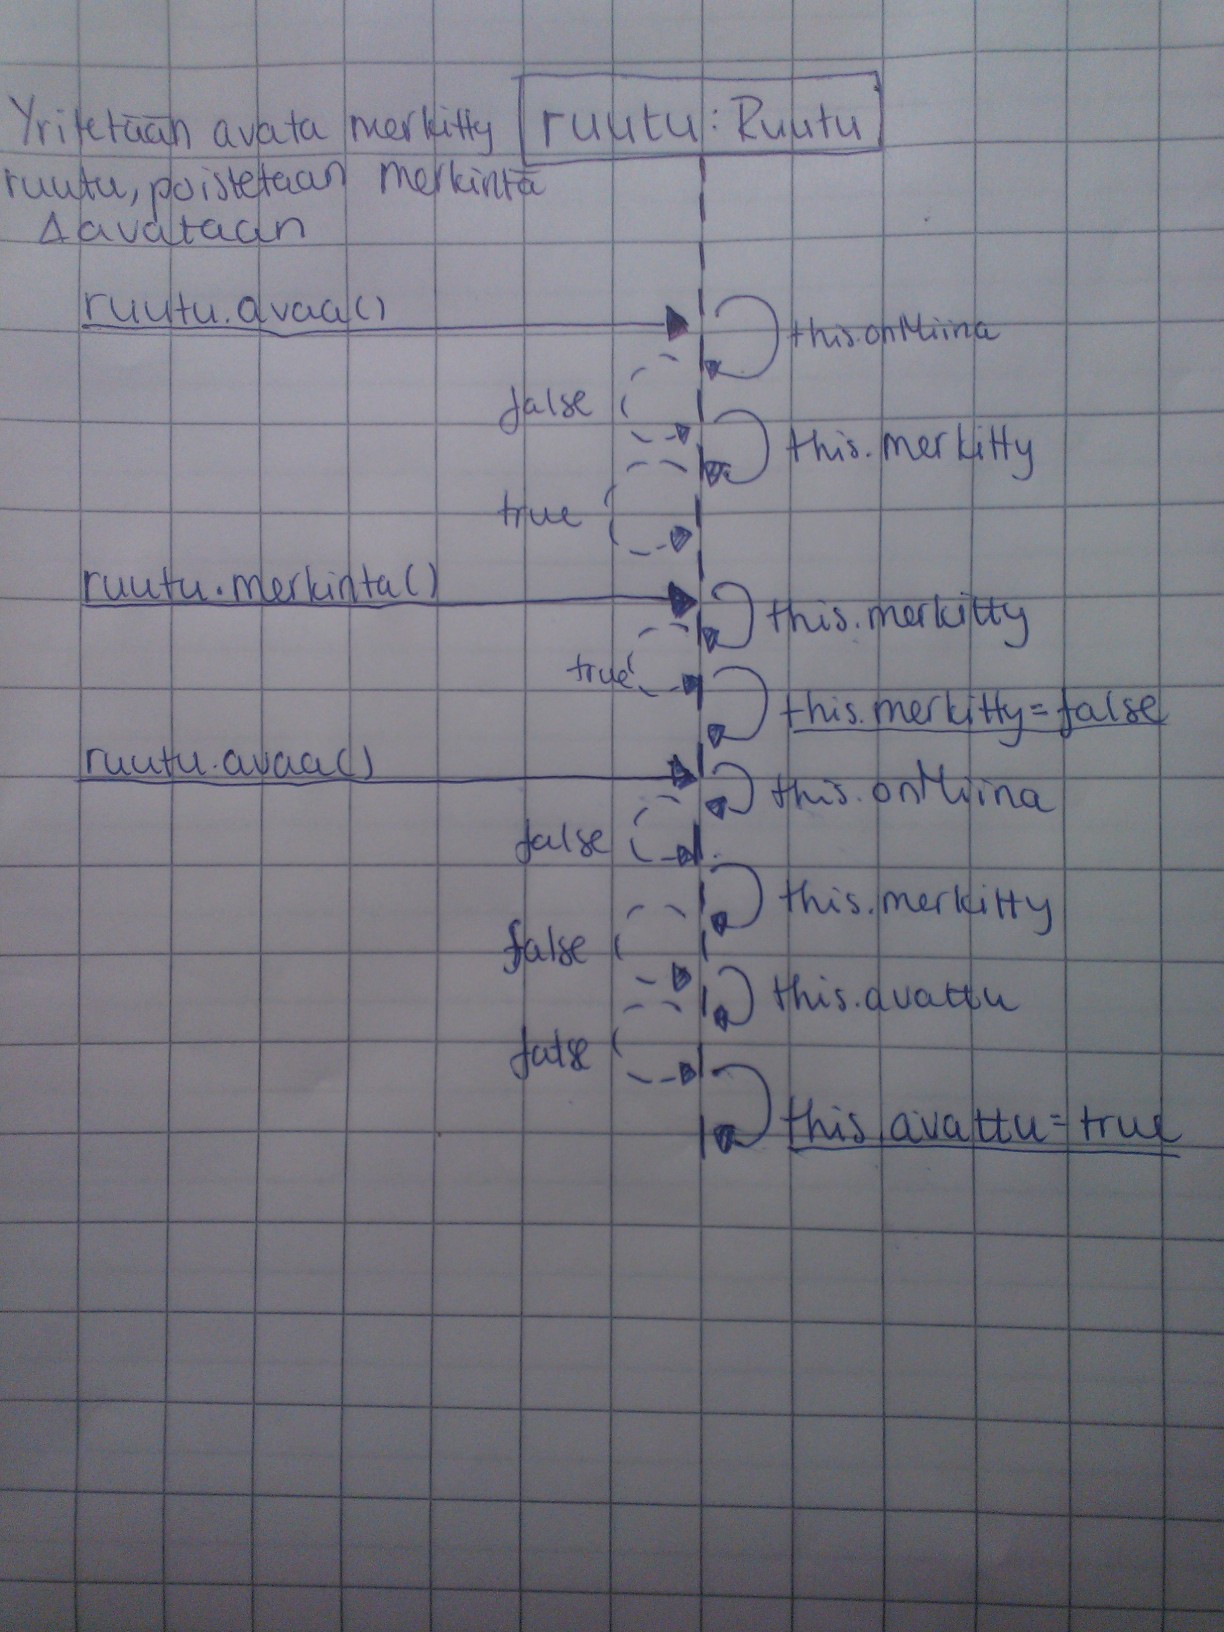 Yritetään avata merkitty
ruutu, poistetaan merkintä
& avataan
ruutu : Ruutu
ruutu.avaa()
this.onMiina
false
this.merkitty
true
ruutu.merkinta()
this.merkitty
true
this.merkitty=false
ruutu.avaa()
this.onMiina
false
this.merkitty
false
this.avattu
false
this.avattu=true